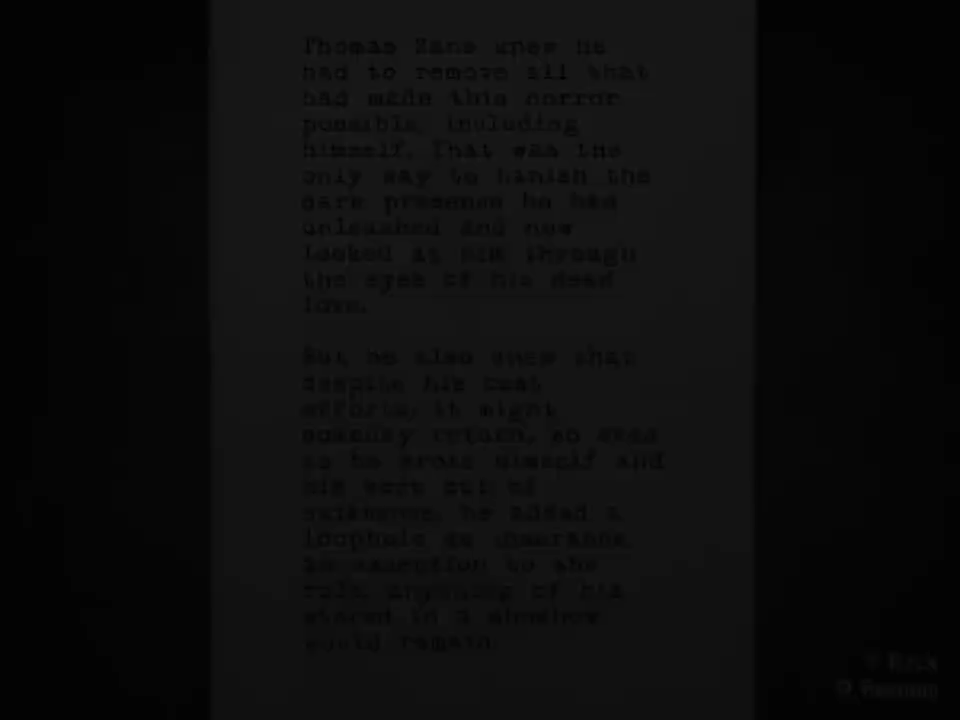 Thomas Zane knew he
had to remove all that
had made this horror
possible, including
himself. That was the
only way to banish the
dark presence he had
unleashed and now
looked at him through
the eyes of his dead
love.
But he also knew that
despite his best
efforts, it might
someday return, so even
as he wrote himself and
his work out of
existence, he added a
loophole as insurance
an exception to the
rule: anything of his
stored in a shoebox
would remain.
Back